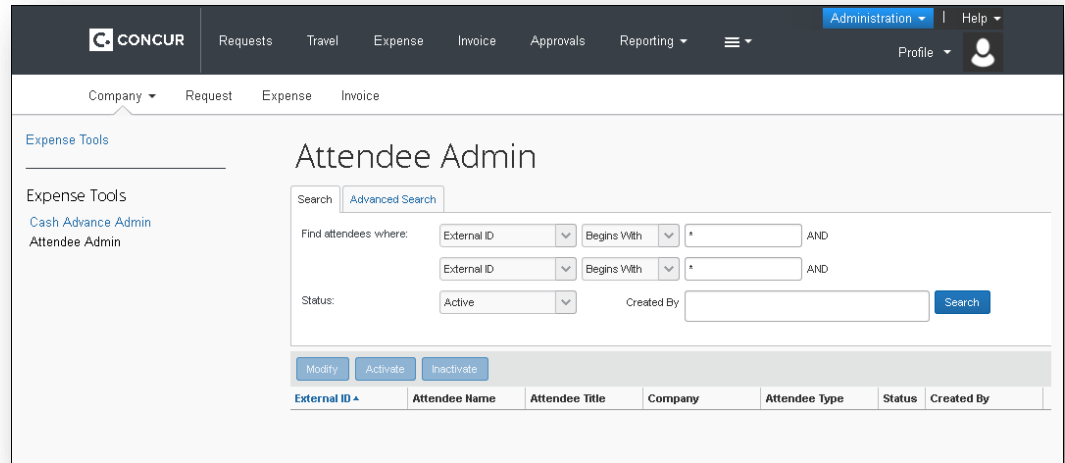 Administration | Help
C. CONCUR Requests Travel Expense Invoice Approvals Reporting
Profile
Company Request Expense Invoice
Expense Tools
Attendee Admin
Expense Tools
Cash Advance Admin
Attendee Admin
Search Advanced Search
Find attendees where: External ID Begins With * AND
External ID Begins With * AND
Status: Active Created By Search
Modify Activate Inactivate
External ID Attendee Name Attendee Title Company Attendee Type Status Created By